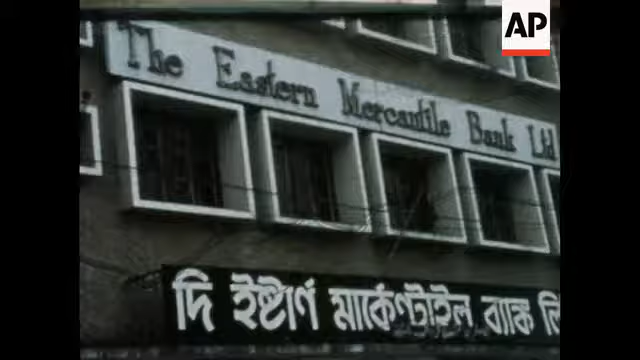 AP
The Eastern Mercantile Bank Ltd
দি ইষ্টার্ণ মার্কেণ্টাইল ব্যাঙ্ক লি